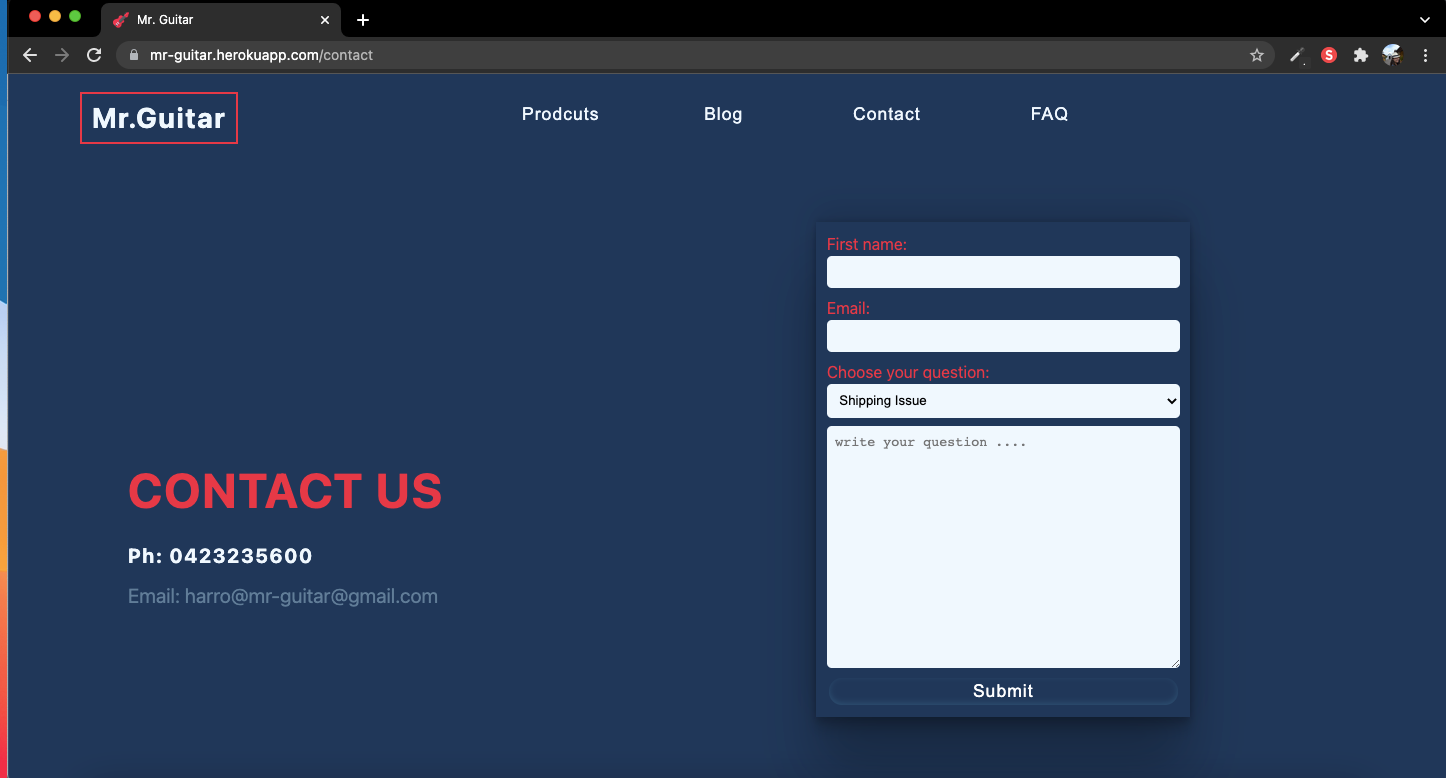 Mr. Guitar
mr-guitar.herokuapp.com/contact
S
Mr.Guitar
Prodcuts Blog Contact FAQ
First name:
Email:
Choose your question:
Shipping Issue
write your question ....
CONTACT US
Ph: 0423235600
Email: harro@mr-guitar@gmail.com
Submit